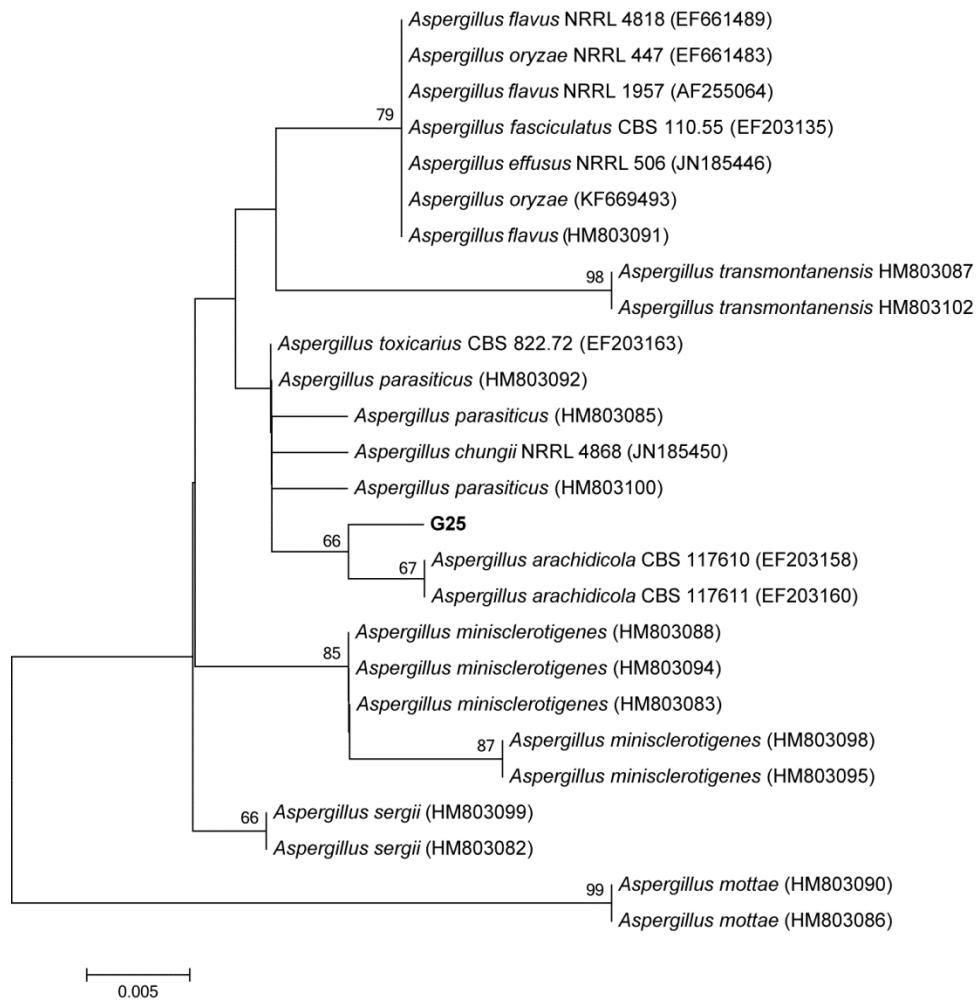 Aspergillus flavus NRRL 4818 (EF661489)
Aspergillus oryzae NRRL 447 (EF661483)
Aspergillus flavus NRRL 1957 (AF255064)
79
Aspergillus fasciculatus CBS 110.55 (EF203135)
Aspergillus effusus NRRL 506 (JN185446)
Aspergillus oryzae (KF669493)
Aspergillus flavus (HM803091)
98
Aspergillus transmontanensis HM803087
Aspergillus transmontanensis HM803102
Aspergillus toxicarius CBS 822.72 (EF203163)
Aspergillus parasiticus (HM803092)
Aspergillus parasiticus (HM803085)
Aspergillus chungii NRRL 4868 (JN185450)
Aspergillus parasiticus (HM803100)
G25
66
Aspergillus arachidicola CBS 117610 (EF203158)
67
Aspergillus arachidicola CBS 117611 (EF203160)
Aspergillus minisclerotigenes (HM803088)
85
Aspergillus minisclerotigenes (HM803094)
Aspergillus minisclerotigenes (HM803083)
Aspergillus minisclerotigenes (HM803098)
87
Aspergillus minisclerotigenes (HM803095)
Aspergillus sergii (HM803099)
66
Aspergillus sergii (HM803082)
Aspergillus mottae (HM803090)
99
Aspergillus mottae (HM803086)
0.005